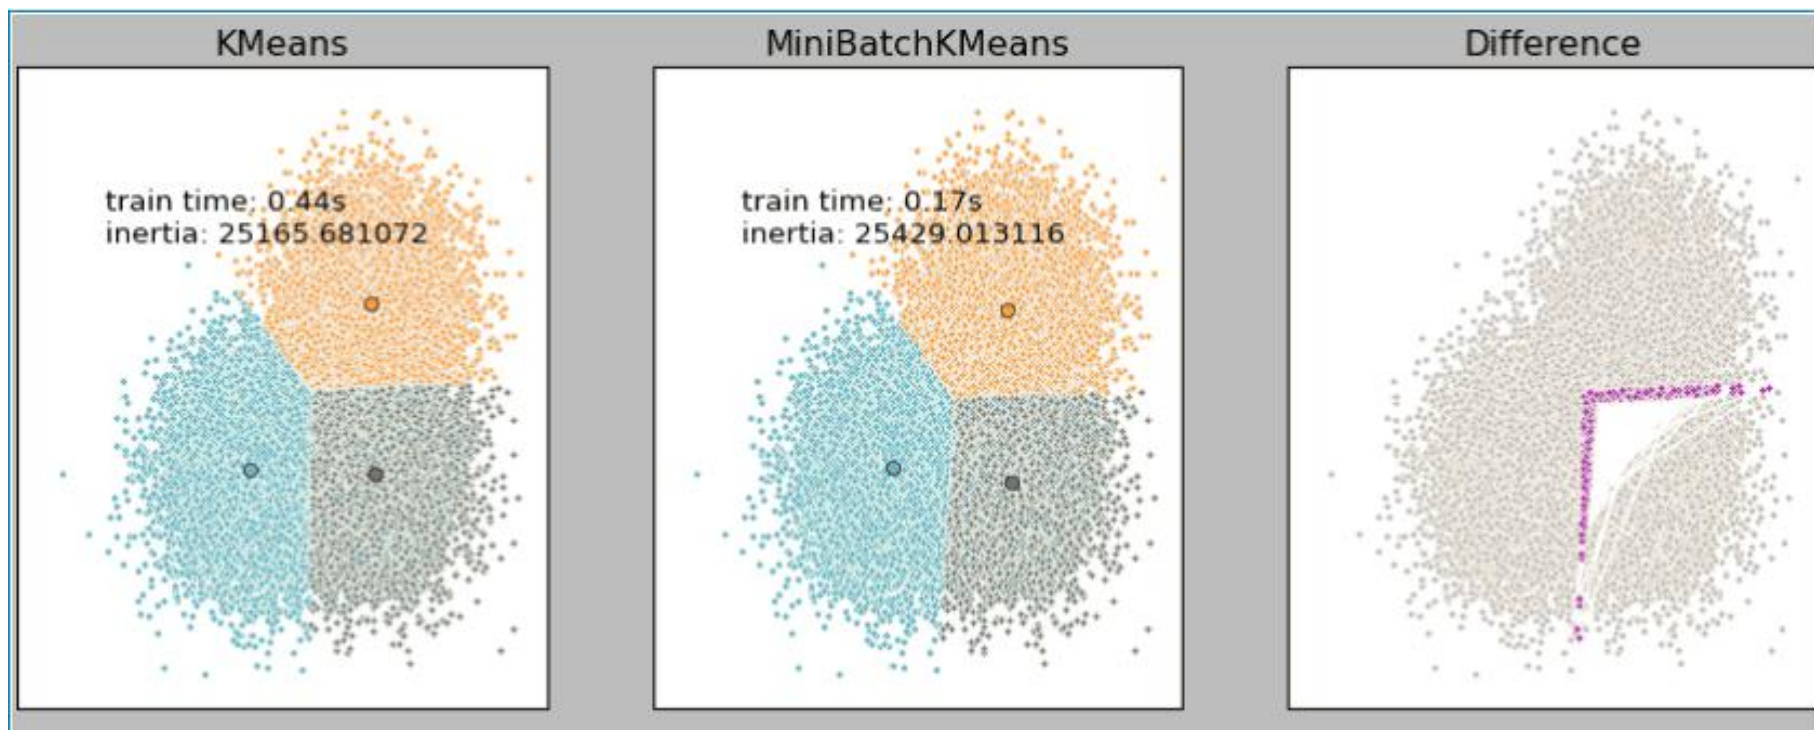 KMeans
MiniBatchKMeans
Difference
train time: 0.44s
inertia: 25165.681072
train time: 0.17s
inertia: 25429.013116